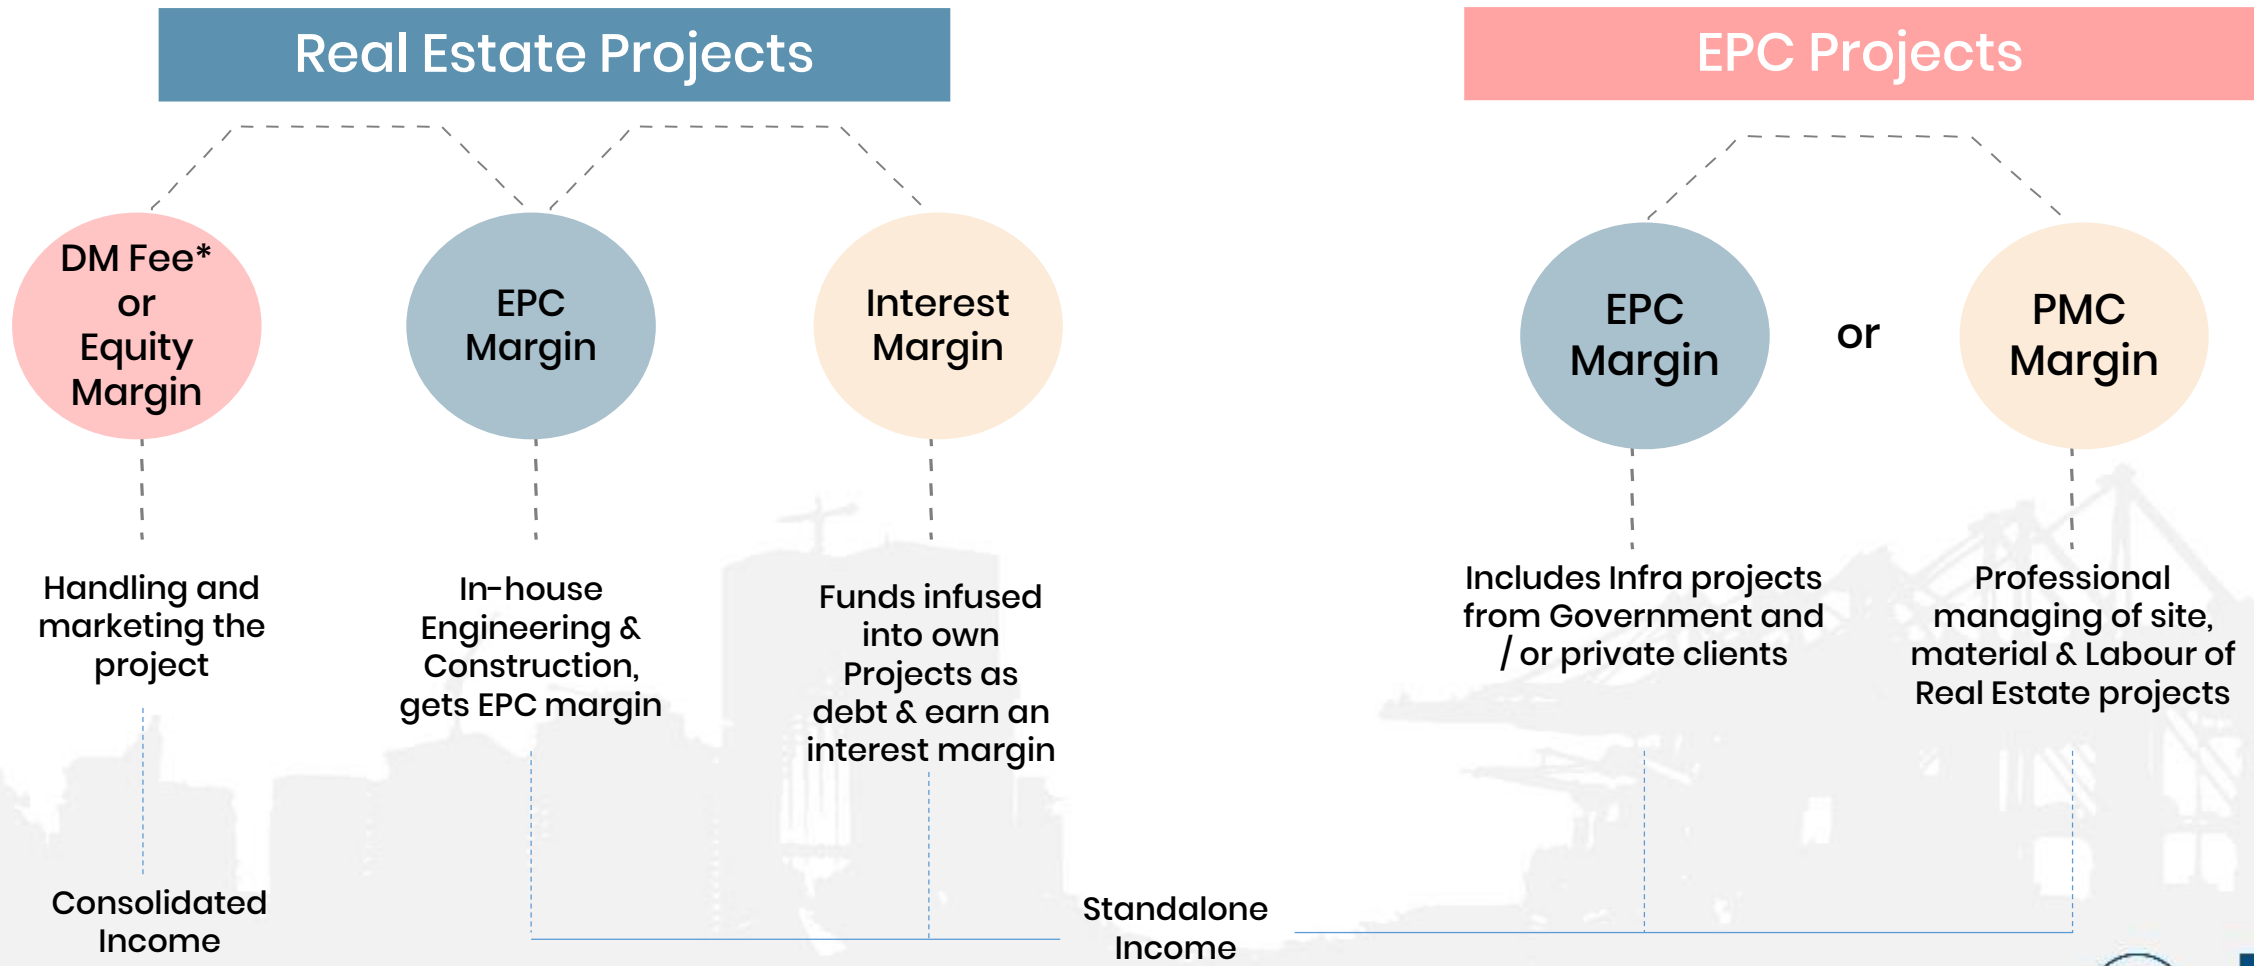 Real Estate Projects
EPC Projects
DM Fee*
or
Equity
Margin
EPC
Margin
Interest
Margin
EPC
Margin
or
PMC
Margin
Handling and
marketing the
project
In-house
Engineering &
Construction,
gets EPC margin
Funds infused
into own
Projects as
debt & earn an
interest margin
Includes Infra projects
from Government and
/ or private clients
Professional
managing of site,
material & Labour of
Real Estate projects
Consolidated
Income
Standalone
Income